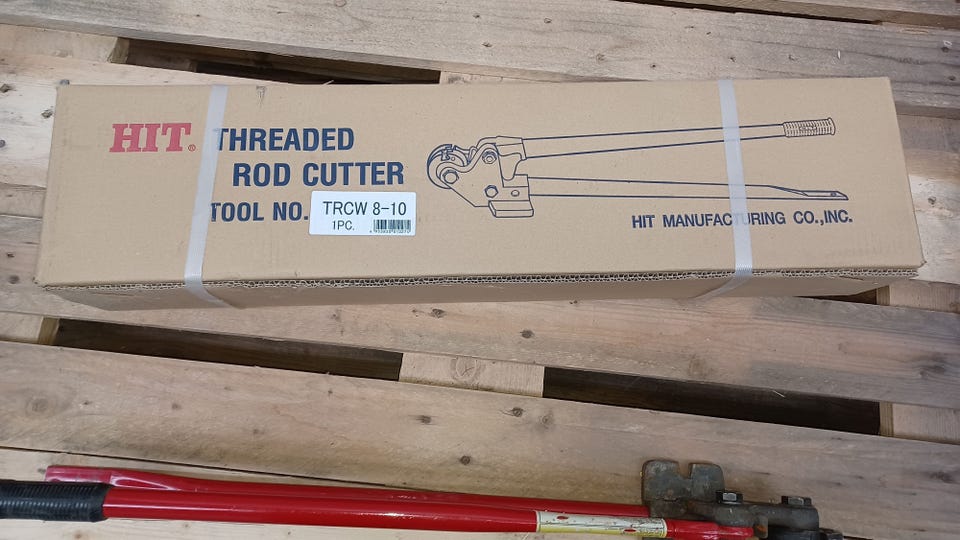 HIT®
THREADED
ROD CUTTER
TOOL NO.
TRCW 8-10
1PC.
HIT MANUFACTURING CO.,INC.